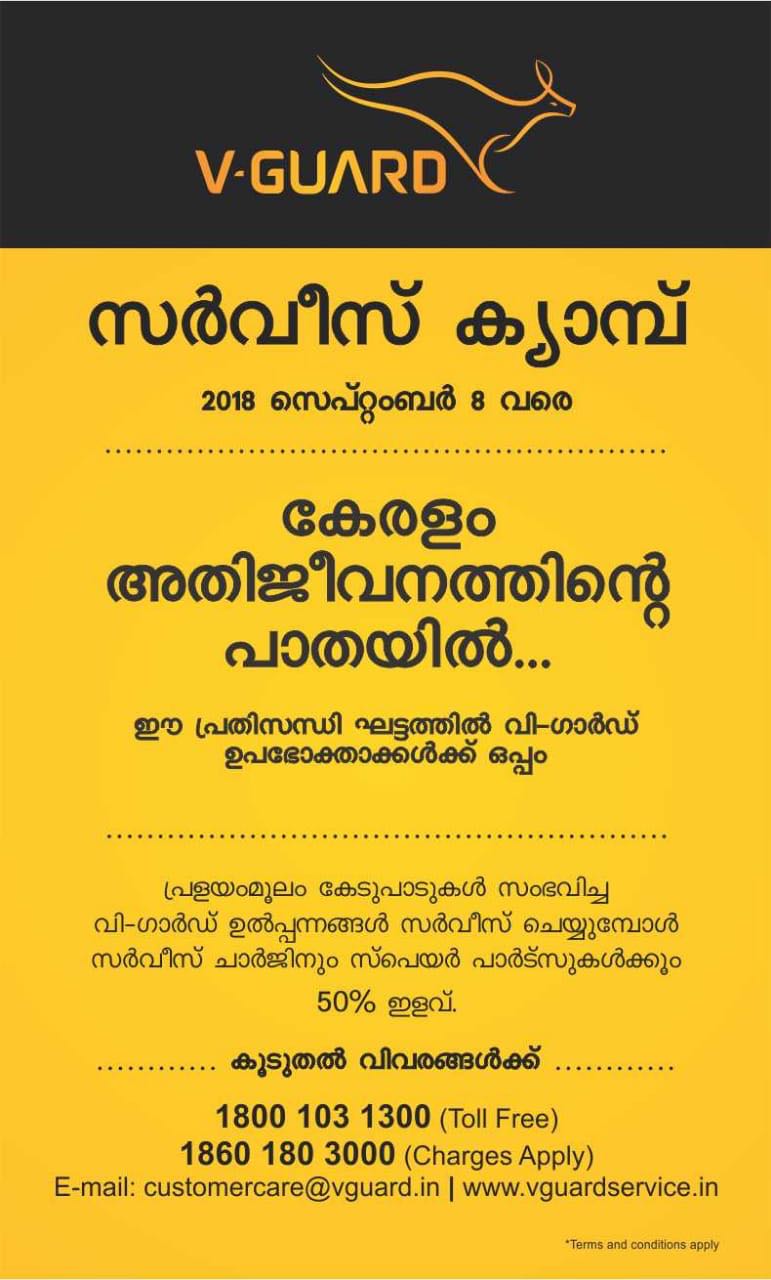 V-GUARD
സർവീസ് ക്യാമ്പ്
2018 സെപ്റ്റംബർ 8 വരെ
കേരളം
അതിജീവനത്തിന്റെ
പാതയിൽ...
ഈ പ്രതിസന്ധി ഘട്ടത്തിൽ വി-ഗാർഡ്
ഉപഭോക്താക്കൾക്ക് ഒപ്പം
പ്രളയംമൂലം കേടുപാടുകൾ സംഭവിച്ച
വി-ഗാർഡ് ഉൽപ്പന്നങ്ങൾ സർവീസ് ചെയ്യുമ്പോൾ
സർവീസ് ചാർജിനും സ്പെയർ പാർട്സുകൾക്കൂം
50% ഇളവ്.
............ കൂടുതൽ വിവരങ്ങൾക്ക് ............
1800 103 1300 (Toll Free)
1860 180 3000 (Charges Apply)
E-mail: customercare@vguard.in | www.vguardservice.in
*Terms and conditions apply